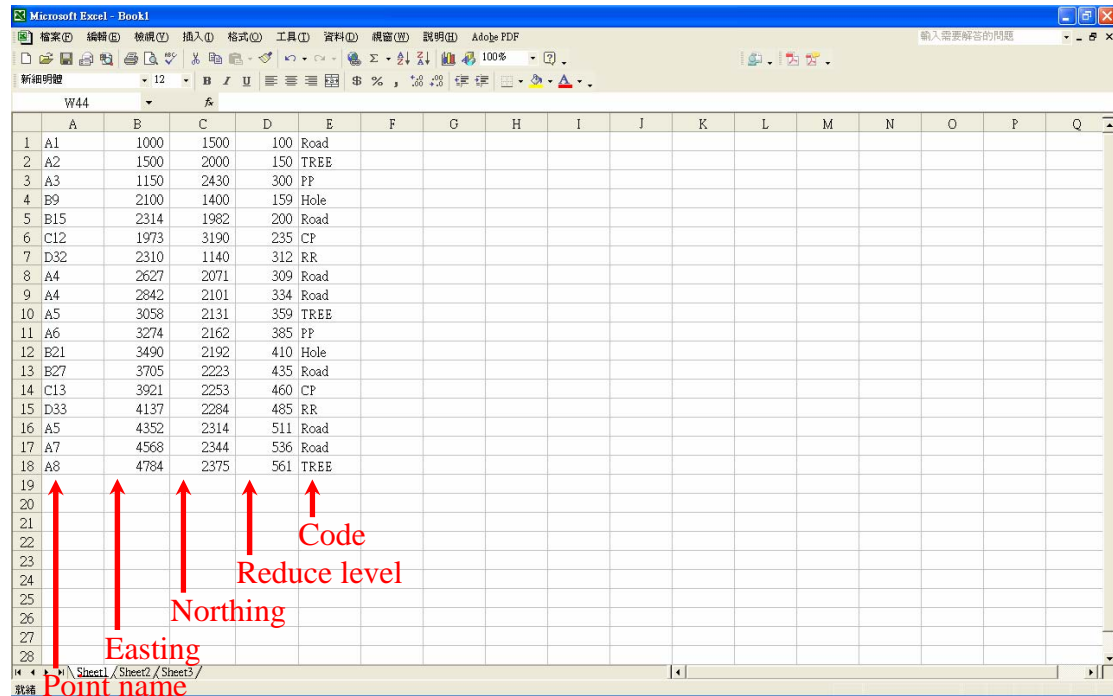 Microsoft Excel - Book1
檔案(F) 編輯(E) 檢視(V) 插入(I) 格式(O) 工具(T) 資料(D) 視窗(W) 說明(H) Adobe PDF 輸入需要解答的問題
100%
新細明體 12 B I U $ % ,
W44 fx
A B C D E F G H I J K L M N O P Q
1 A1 1000 1500 100 Road
2 A2 1500 2000 150 TREE
3 A3 1150 2430 300 PP
4 B9 2100 1400 159 Hole
5 B15 2314 1982 200 Road
6 C12 1973 3190 235 CP
7 D32 2310 1140 312 RR
8 A4 2627 2071 309 Road
9 A4 2842 2101 334 Road
10 A5 3058 2131 359 TREE
11 A6 3274 2162 385 PP
12 B21 3490 2192 410 Hole
13 B27 3705 2223 435 Road
14 C13 3921 2253 460 CP
15 D33 4137 2284 485 RR
16 A5 4352 2314 511 Road
17 A7 4568 2344 536 Road
18 A8 4784 2375 561 TREE
19
20
21
22
23
24
25
26
27
28
Code
Reduce level
Northing
Easting
Point name
Sheet1 Sheet2 Sheet3
就緒